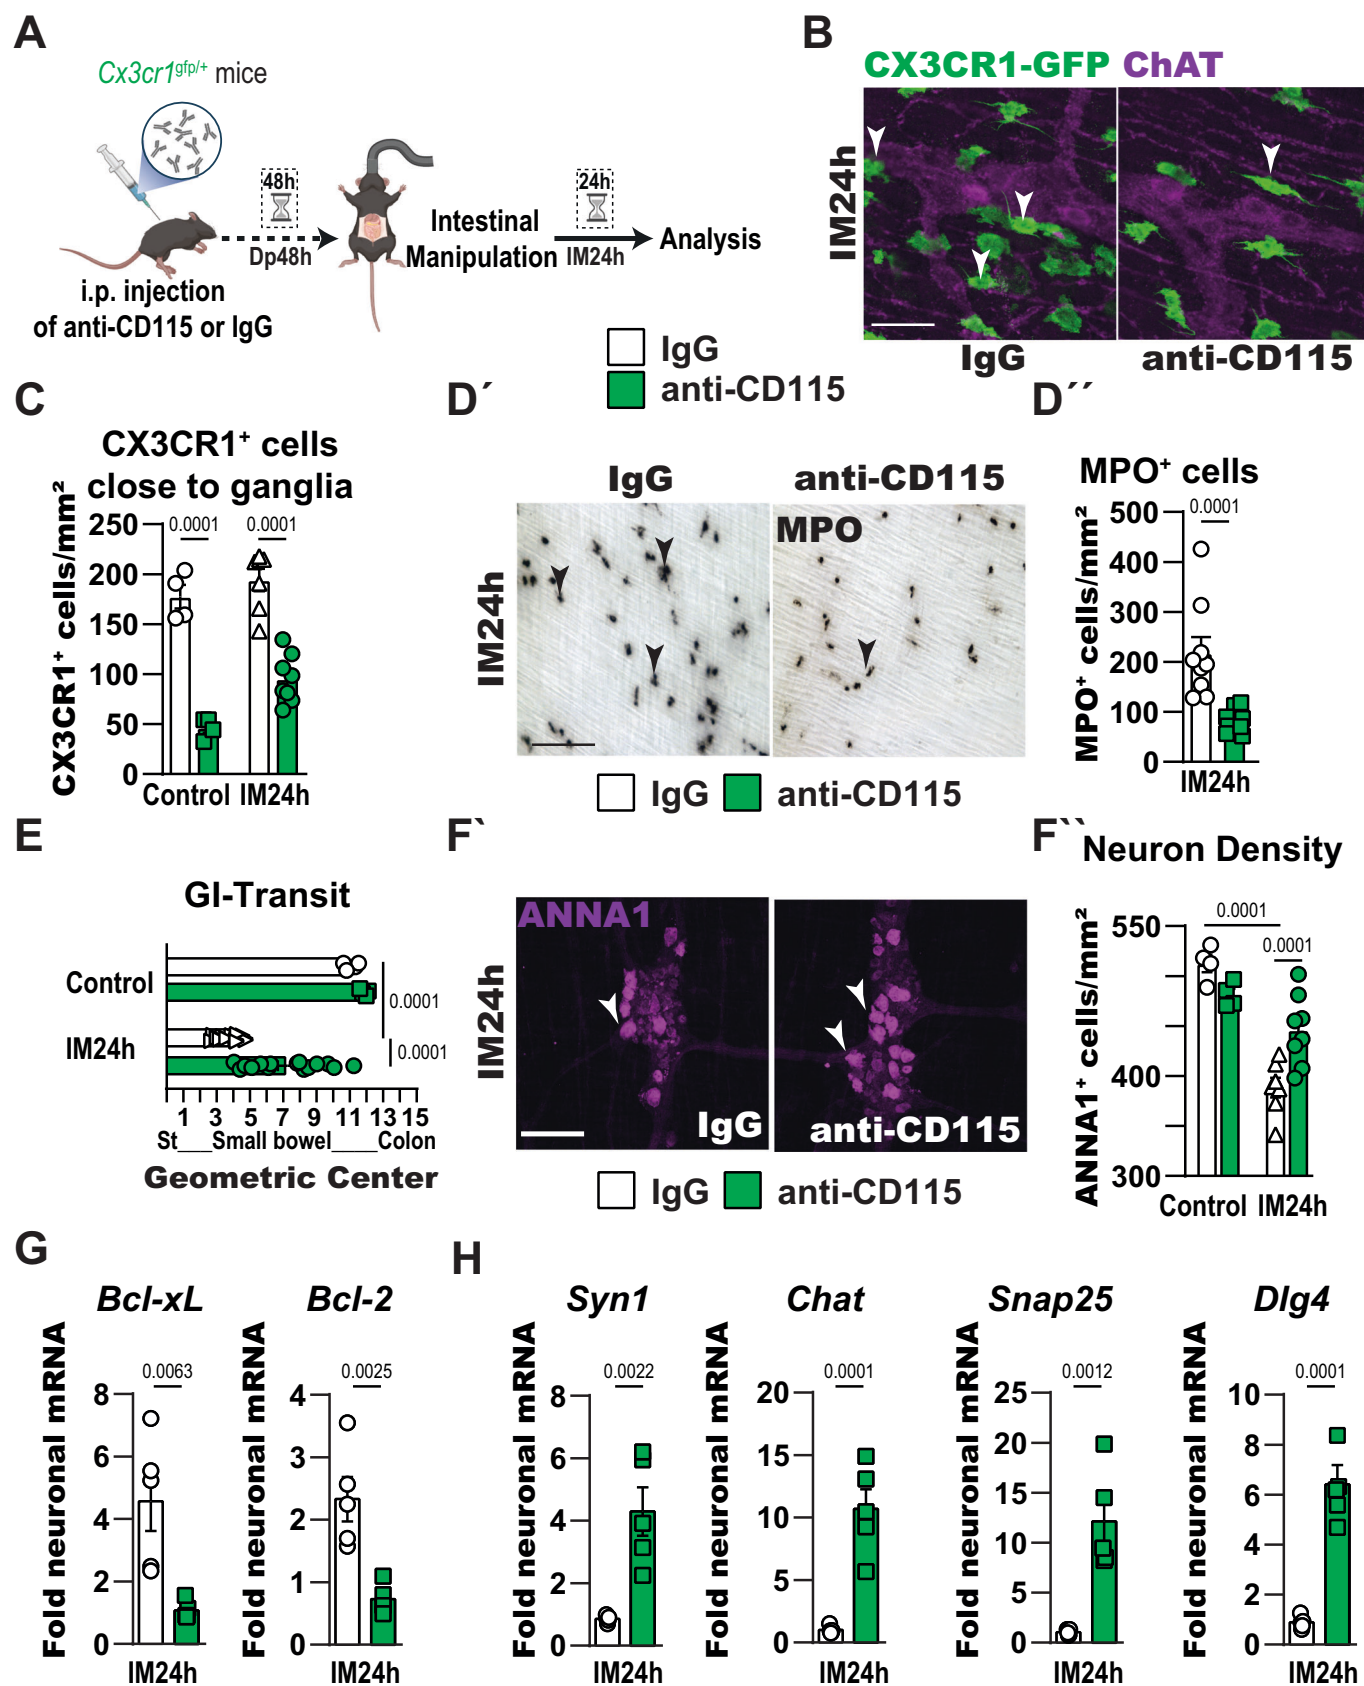 A
Cx3cr1gfp/+ mice
48h
Dp48h
i.p. injection
of anti-CD115 or IgG
Intestinal
Manipulation
24h
IM24h
Analysis
B
CX3CR1-GFP ChAT
IM24h
IgG
anti-CD115
IgG
anti-CD115
C
CX3CR1⁺ cells
close to ganglia
CX3CR1⁺ cells/mm²
250
200
150
100
50
0
0.0001
0.0001
Control IM24h
D´
IgG
anti-CD115
MPO
IM24h
IgG
anti-CD115
D´´
MPO⁺ cells
MPO⁺ cells/mm²
500
400
300
200
100
0
0.0001
IM24h
E
GI-Transit
Control
IM24h
0.0001
0.0001
1 3 5 7 9 11 13 15
St___Small bowel____Colon
Geometric Center
F`
ANNA1
IM24h
IgG
anti-CD115
IgG
anti-CD115
F``
Neuron Density
ANNA1⁺ cells/mm²
550
400
300
0.0001
0.0001
Control IM24h
G
Bcl-xL
Fold neuronal mRNA
8
6
4
2
0
0.0063
IM24h
Bcl-2
Fold neuronal mRNA
4
3
2
1
0
0.0025
IM24h
H
Syn1
Fold neuronal mRNA
8
6
4
2
0
0.0022
IM24h
Chat
Fold neuronal mRNA
20
15
10
5
0
0.0001
IM24h
Snap25
Fold neuronal mRNA
25
20
15
10
5
0
0.0012
IM24h
Dlg4
Fold neuronal mRNA
10
8
6
4
2
0
0.0001
IM24h